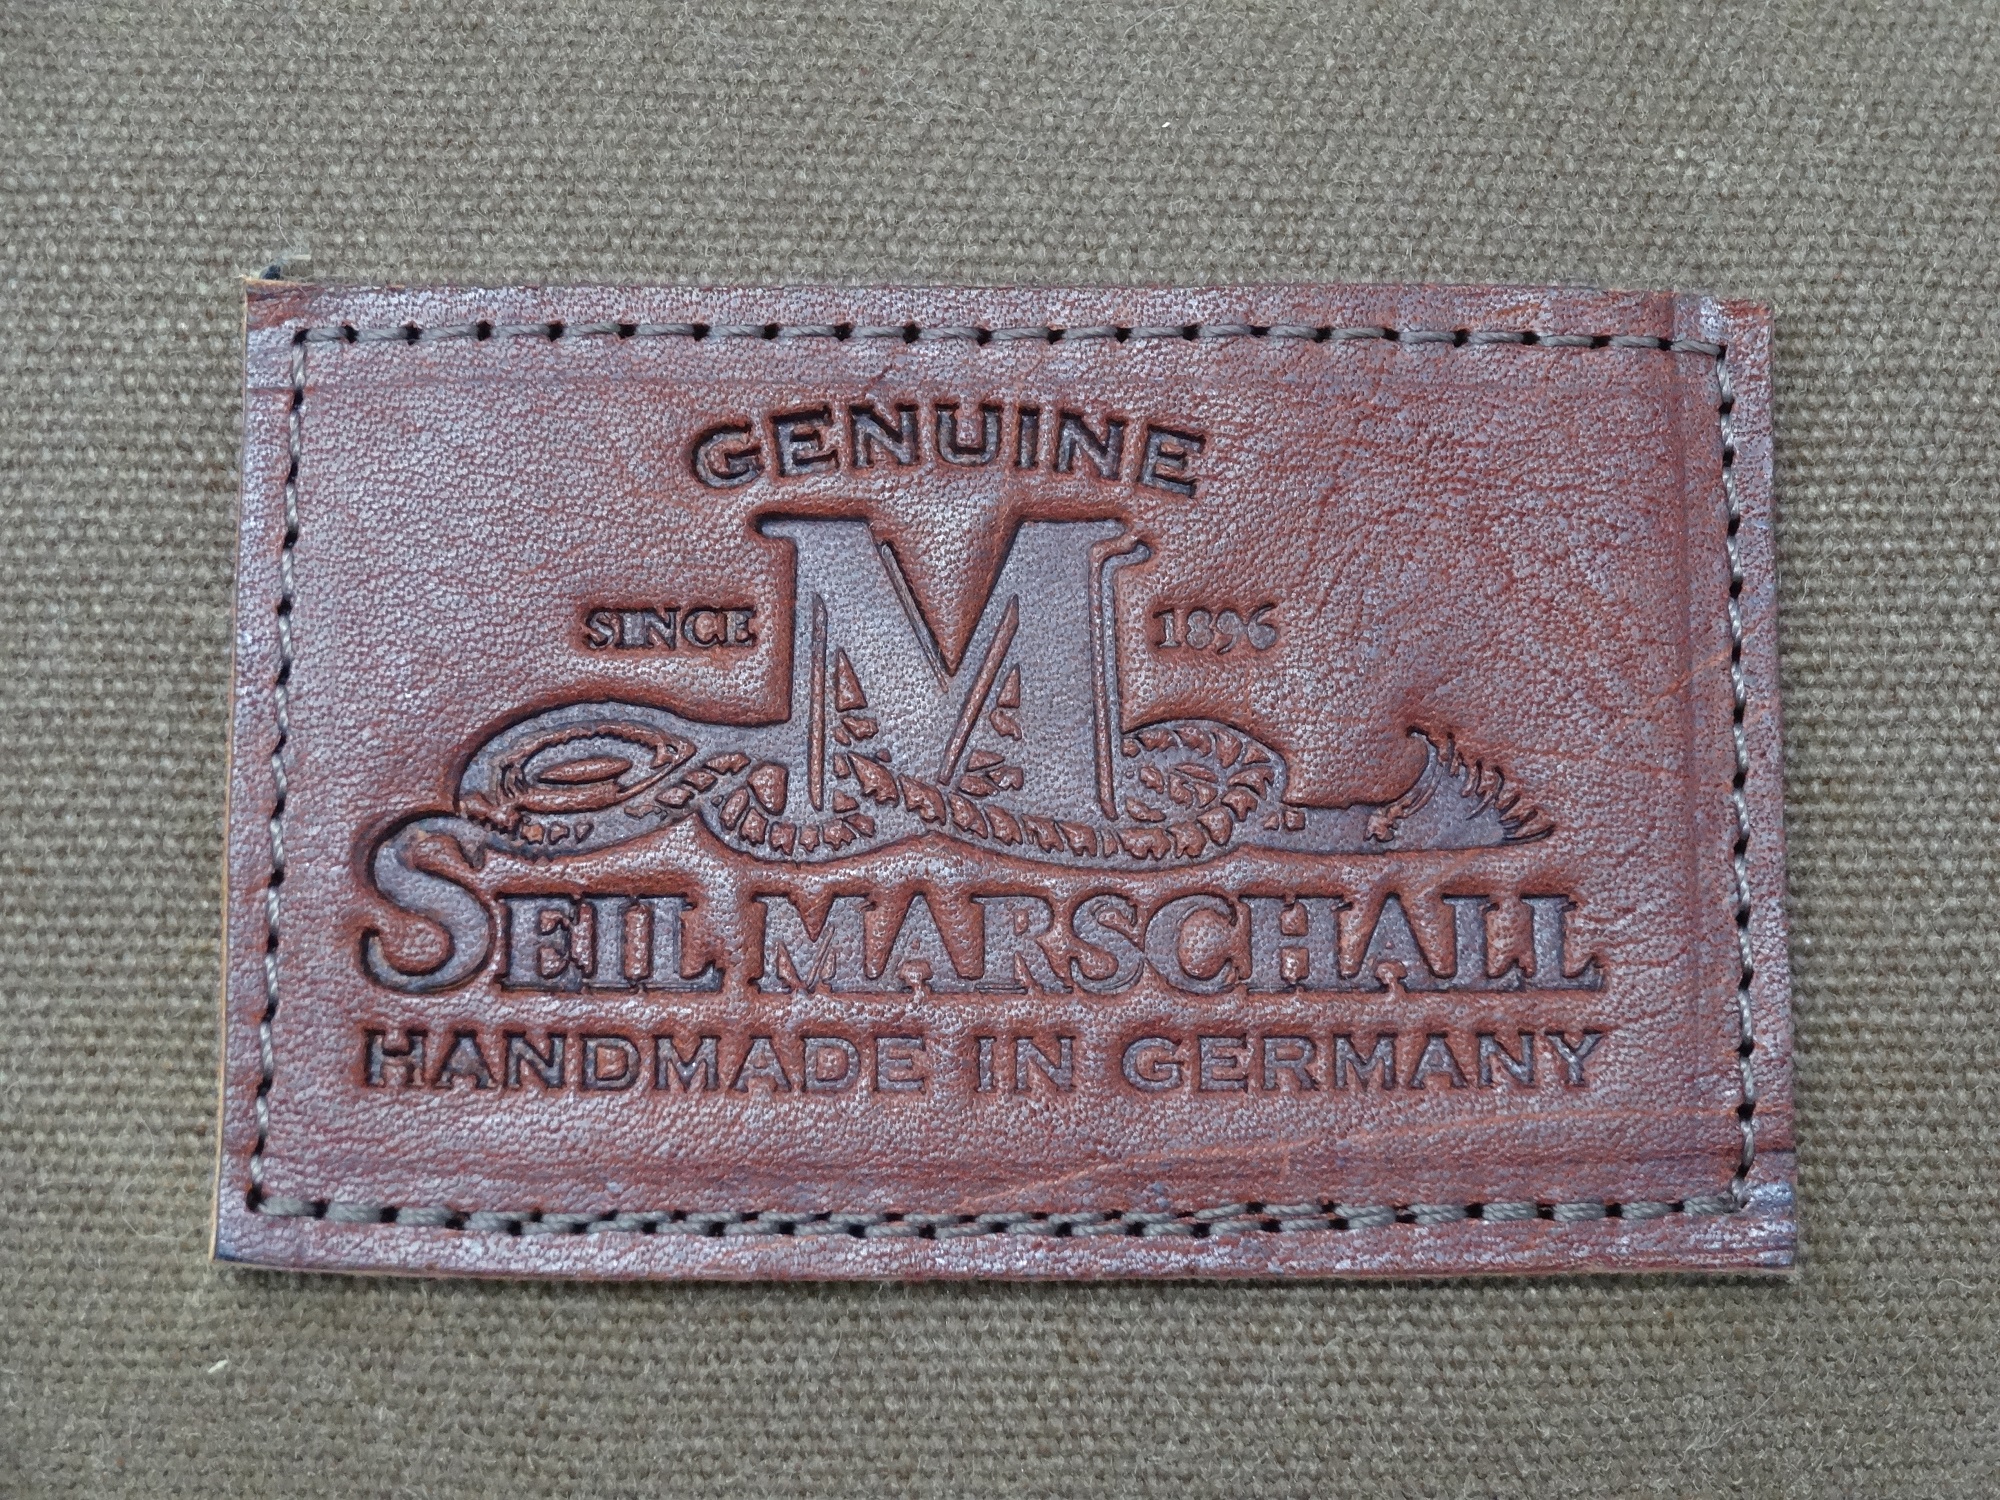 GENUINE
M
SINCE 1896
SEIL MARSCHALL
HANDMADE IN GERMANY